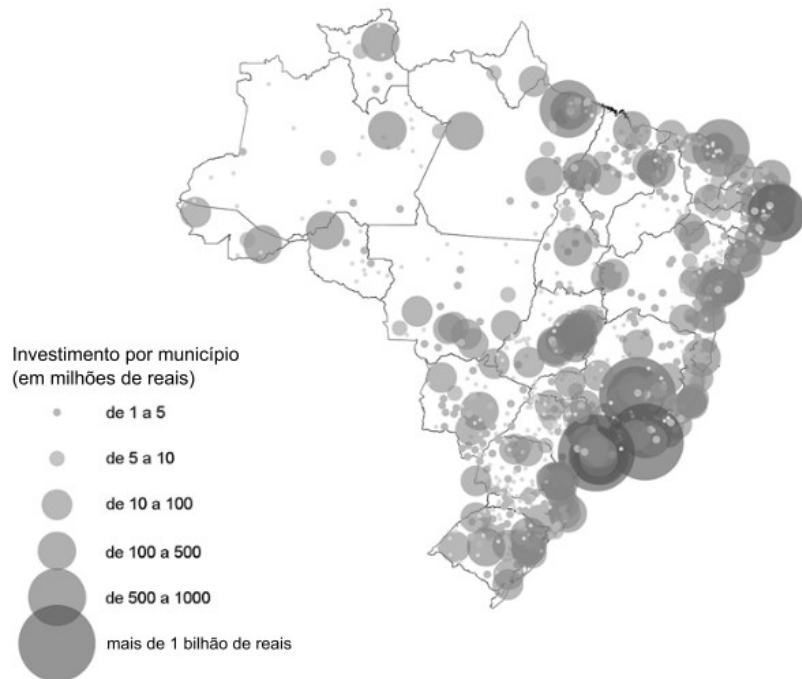 Investimento por município
(em milhões de reais)
de 1 a 5
de 5 a 10
de 10 a 100
de 100 a 500
de 500 a 1000
mais de 1 bilhão de reais